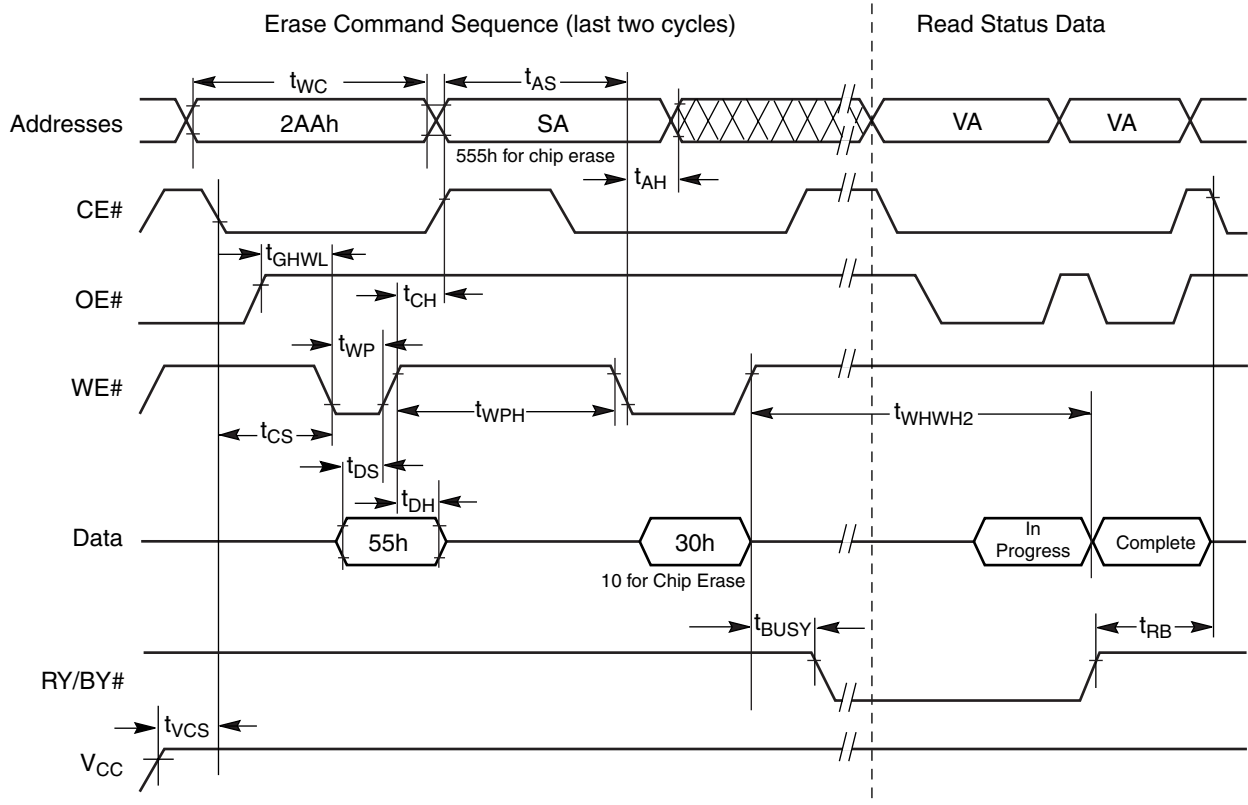 Erase Command Sequence (last two cycles)
Read Status Data
tWC
tAS
Addresses
2AAh
SA
VA
VA
555h for chip erase
tAH
CE#
tGHWL
OE#
tCH
tWP
WE#
tWPH
tWHWH2
tCS
tDS
tDH
Data
55h
30h
In
Progress
Complete
10 for Chip Erase
tBUSY
tRB
RY/BY#
tVCS
VCC